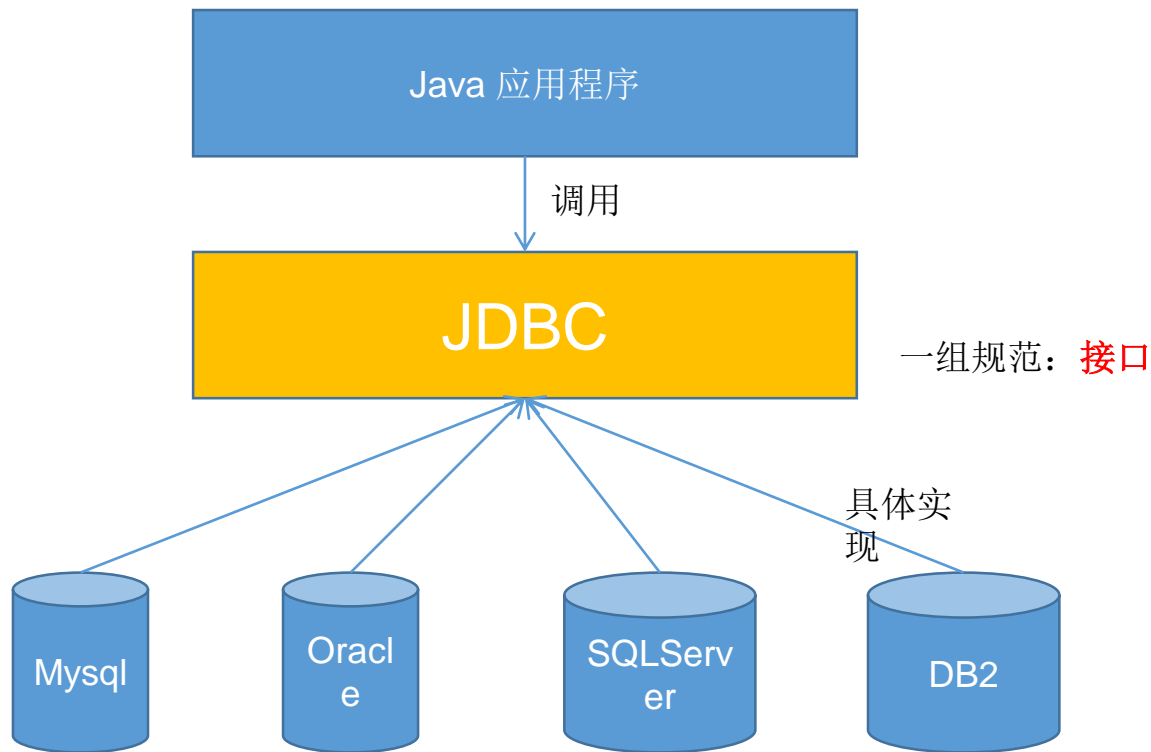 Java 应用程序
调用
JDBC
一组规范：接口
具体实
现
Mysql
Oracl
e
SQLServ
er
DB2